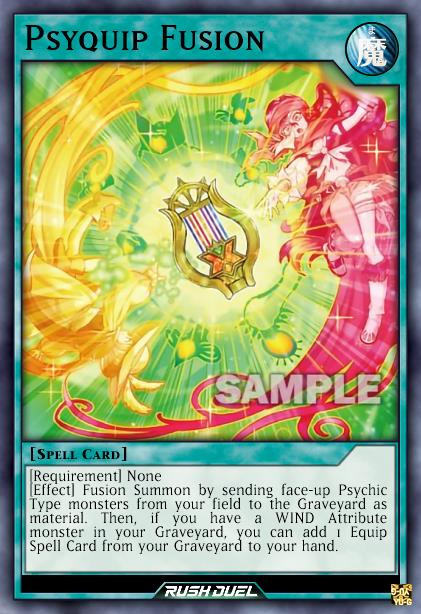 Psyquip Fusion
ま
魔
SAMPLE
[Spell Card]
[Requirement] None
[Effect] Fusion Summon by sending face-up Psychic
Type monsters from your field to the Graveyard as
material. Then, if you have a WIND Attribute
monster in your Graveyard, you can add 1 Equip
Spell Card from your Graveyard to your hand.
RUSH DUEL